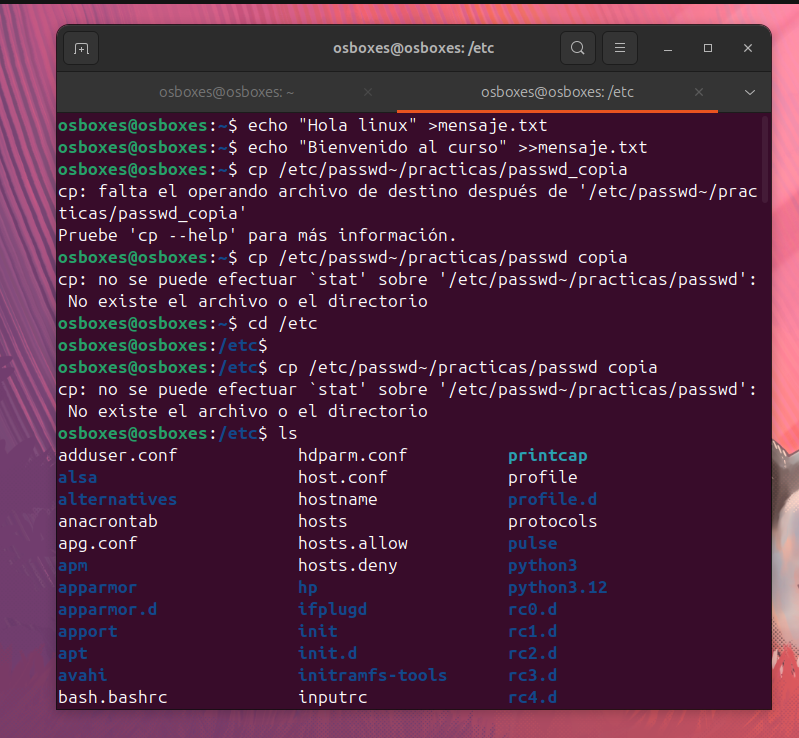 osboxes@osboxes: /etc
osboxes@osboxes: ~
osboxes@osboxes: /etc
osboxes@osboxes:~$ echo "Hola linux" >mensaje.txt
osboxes@osboxes:~$ echo "Bienvenido al curso" >>mensaje.txt
osboxes@osboxes:~$ cp /etc/passwd~/practicas/passwd_copia
cp: falta el operando archivo de destino después de '/etc/passwd~/prac
ticas/passwd_copia'
Pruebe 'cp --help' para más información.
osboxes@osboxes:~$ cp /etc/passwd~/practicas/passwd copia
cp: no se puede efectuar `stat' sobre '/etc/passwd~/practicas/passwd':
 No existe el archivo o el directorio
osboxes@osboxes:~$ cd /etc
osboxes@osboxes:/etc$
osboxes@osboxes:/etc$ cp /etc/passwd~/practicas/passwd copia
cp: no se puede efectuar `stat' sobre '/etc/passwd~/practicas/passwd':
 No existe el archivo o el directorio
osboxes@osboxes:/etc$ ls
adduser.conf hdparm.conf printcap
alsa host.conf profile
alternatives hostname profile.d
anacrontab hosts protocols
apg.conf hosts.allow pulse
apm hosts.deny python3
apparmor hp python3.12
apparmor.d ifplugd rc0.d
apport init rc1.d
apt init.d rc2.d
avahi initramfs-tools rc3.d
bash.bashrc inputrc rc4.d